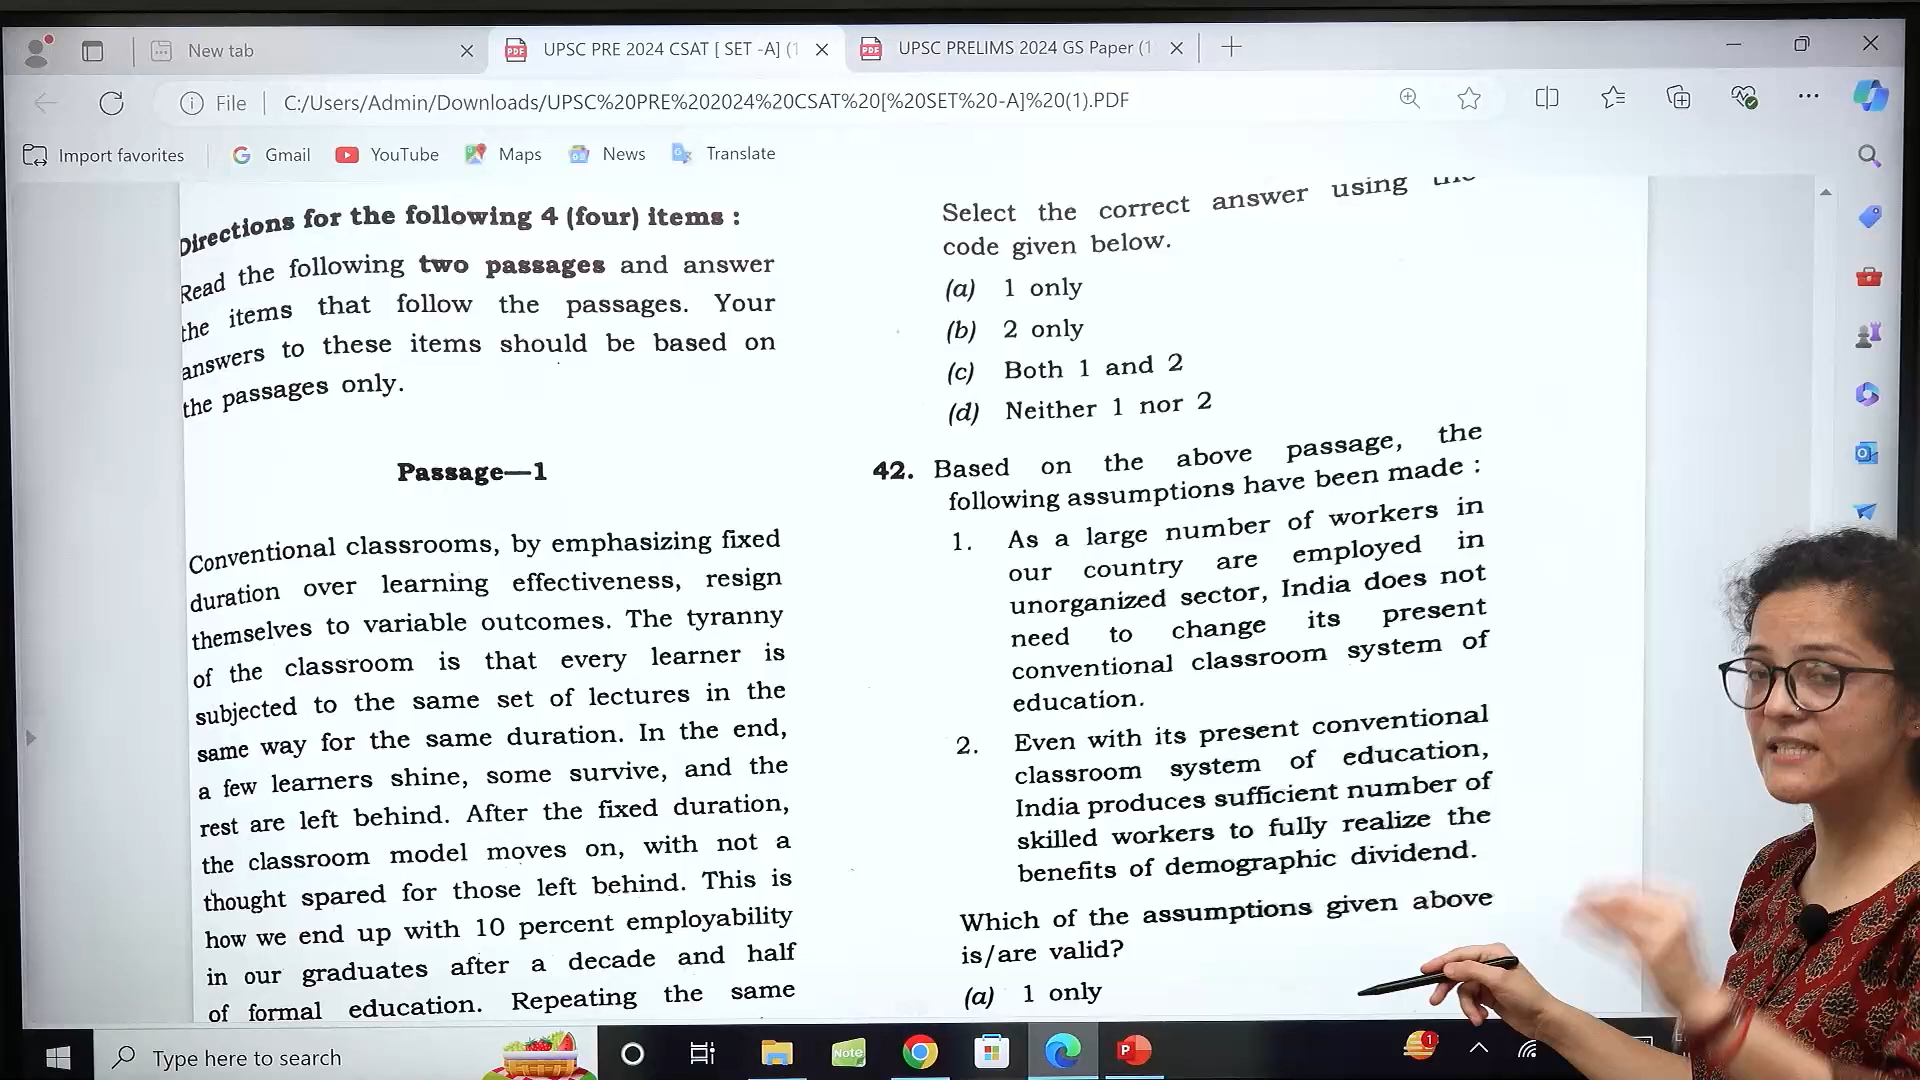 New tab
UPSC PRE 2024 CSAT [ SET -A] (1
UPSC PRELIMS 2024 GS Paper (1
File
C:/Users/Admin/Downloads/UPSC%20PRE%202024%20CSAT%20[%20SET%20-A]%20(1).PDF
Import favorites
Gmail
YouTube
Maps
News
Translate
Directions for the following 4 (four) items :
Read the following two passages and answer
the items that follow the passages. Your
answers to these items should be based on
the passages only.
Passage—1
Conventional classrooms, by emphasizing fixed
duration over learning effectiveness, resign
themselves to variable outcomes. The tyranny
of the classroom is that every learner is
subjected to the same set of lectures in the
same way for the same duration. In the end,
a few learners shine, some survive, and the
rest are left behind. After the fixed duration,
the classroom model moves on, with not a
thought spared for those left behind. This is
how we end up with 10 percent employability
in our graduates after a decade and half
of formal education. Repeating the same
Select the correct answer using the
code given below.
(a) 1 only
(b) 2 only
(c) Both 1 and 2
(d) Neither 1 nor 2
42. Based on the above passage, the
following assumptions have been made :
1. As a large number of workers in
our country are employed in
unorganized sector, India does not
need to change its present
conventional classroom system of
education.
2. Even with its present conventional
classroom system of education,
India produces sufficient number of
skilled workers to fully realize the
benefits of demographic dividend.
Which of the assumptions given above
is/are valid?
(a) 1 only
Type here to search
Note
1